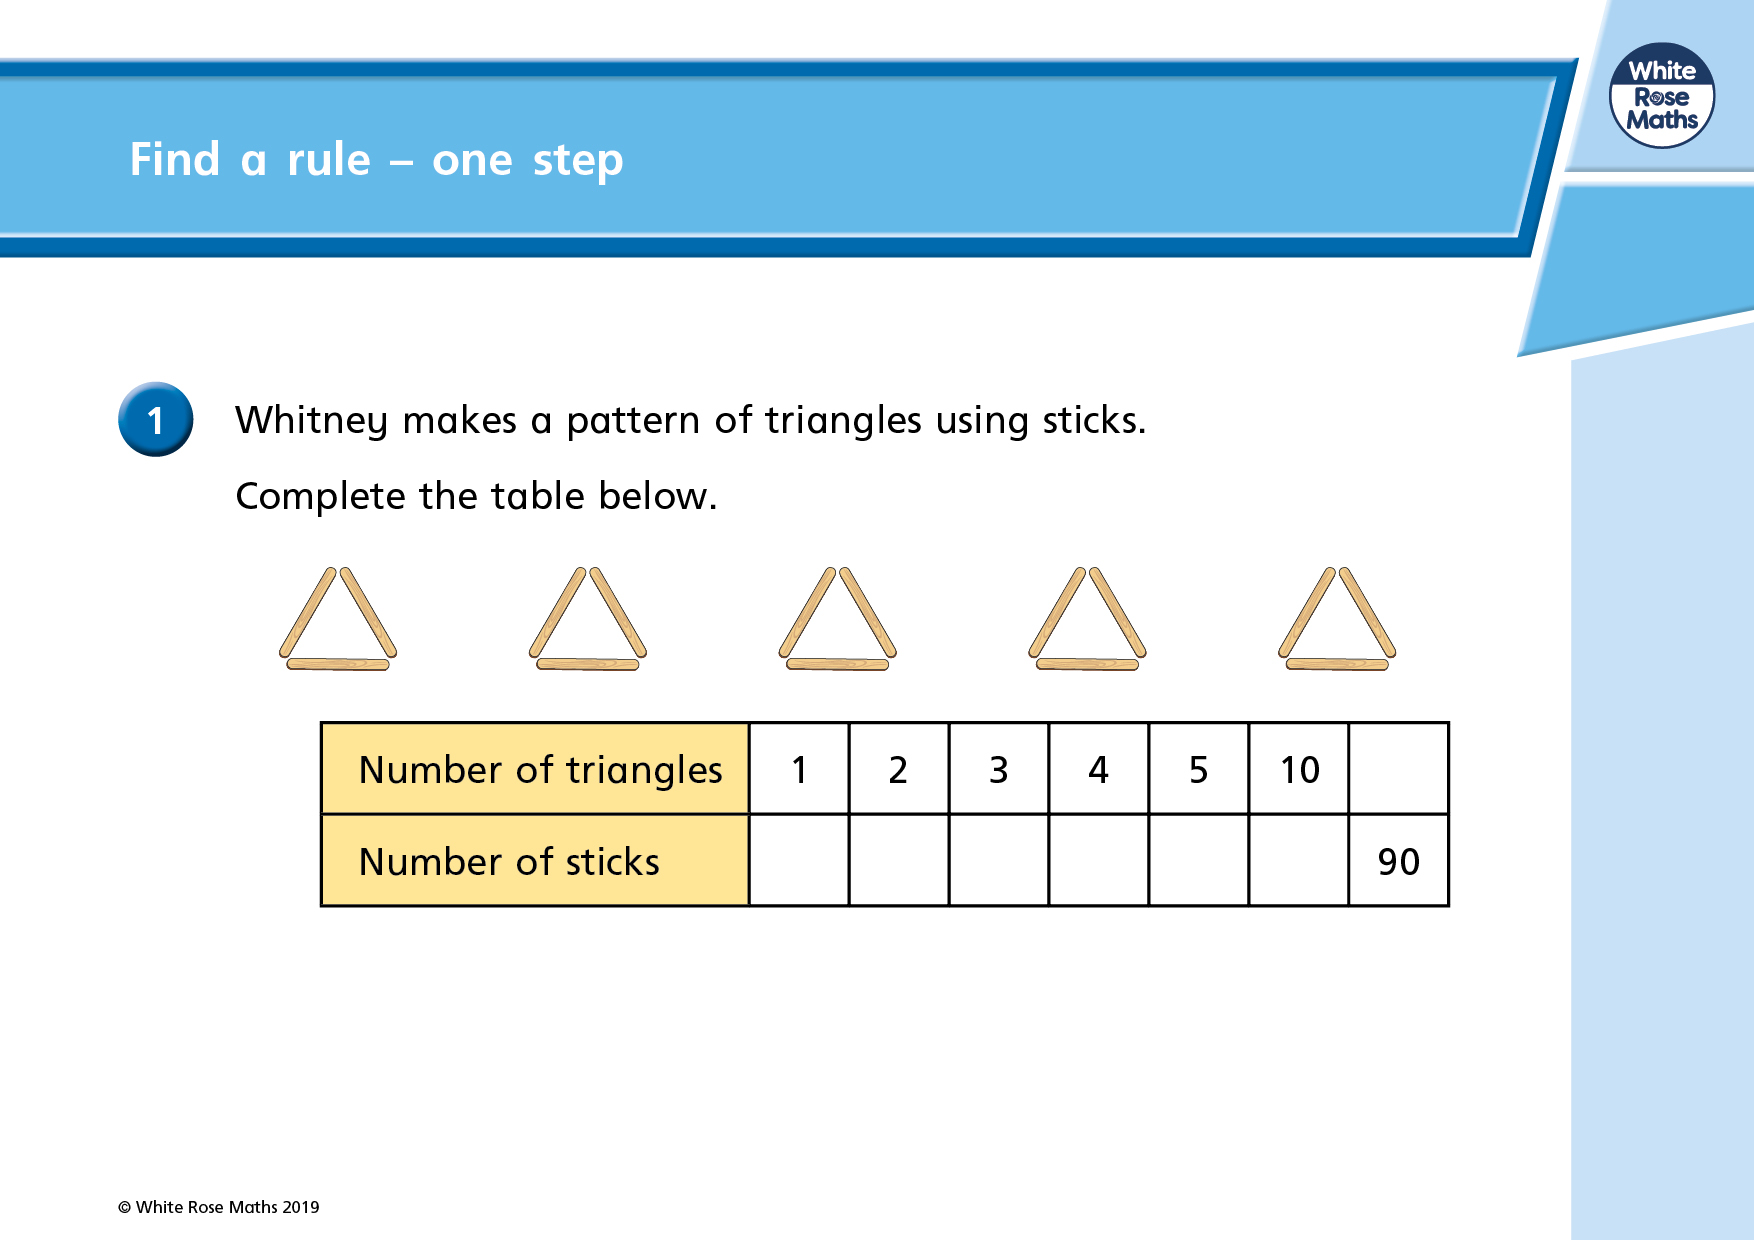 White
Rose
Maths
Find a rule – one step
1 Whitney makes a pattern of triangles using sticks.
Complete the table below.
Number of triangles 1 2 3 4 5 10
Number of sticks 90
© White Rose Maths 2019